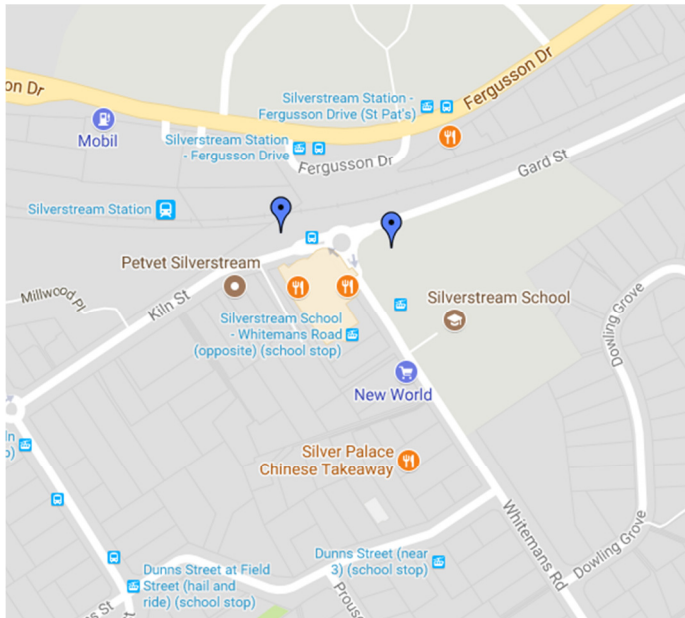 on Dr
Fergusson Dr
Silverstream Station -
Fergusson Drive (St Pat's)
Mobil
Silverstream Station
- Fergusson Drive
Fergusson Dr
Gard St
Silverstream Station
Petvet Silverstream
Millwood Pl
Kiln St
Silverstream School
Dowling Grove
Silverstream School
- Whitemans Road
(opposite) (school stop)
New World
Silver Palace
Chinese Takeaway
Whitemans Rd
Dunns Street (near
3) (school stop)
Dowling Grove
Dunns Street at Field
Street (hail and
ride) (school stop)
Prous